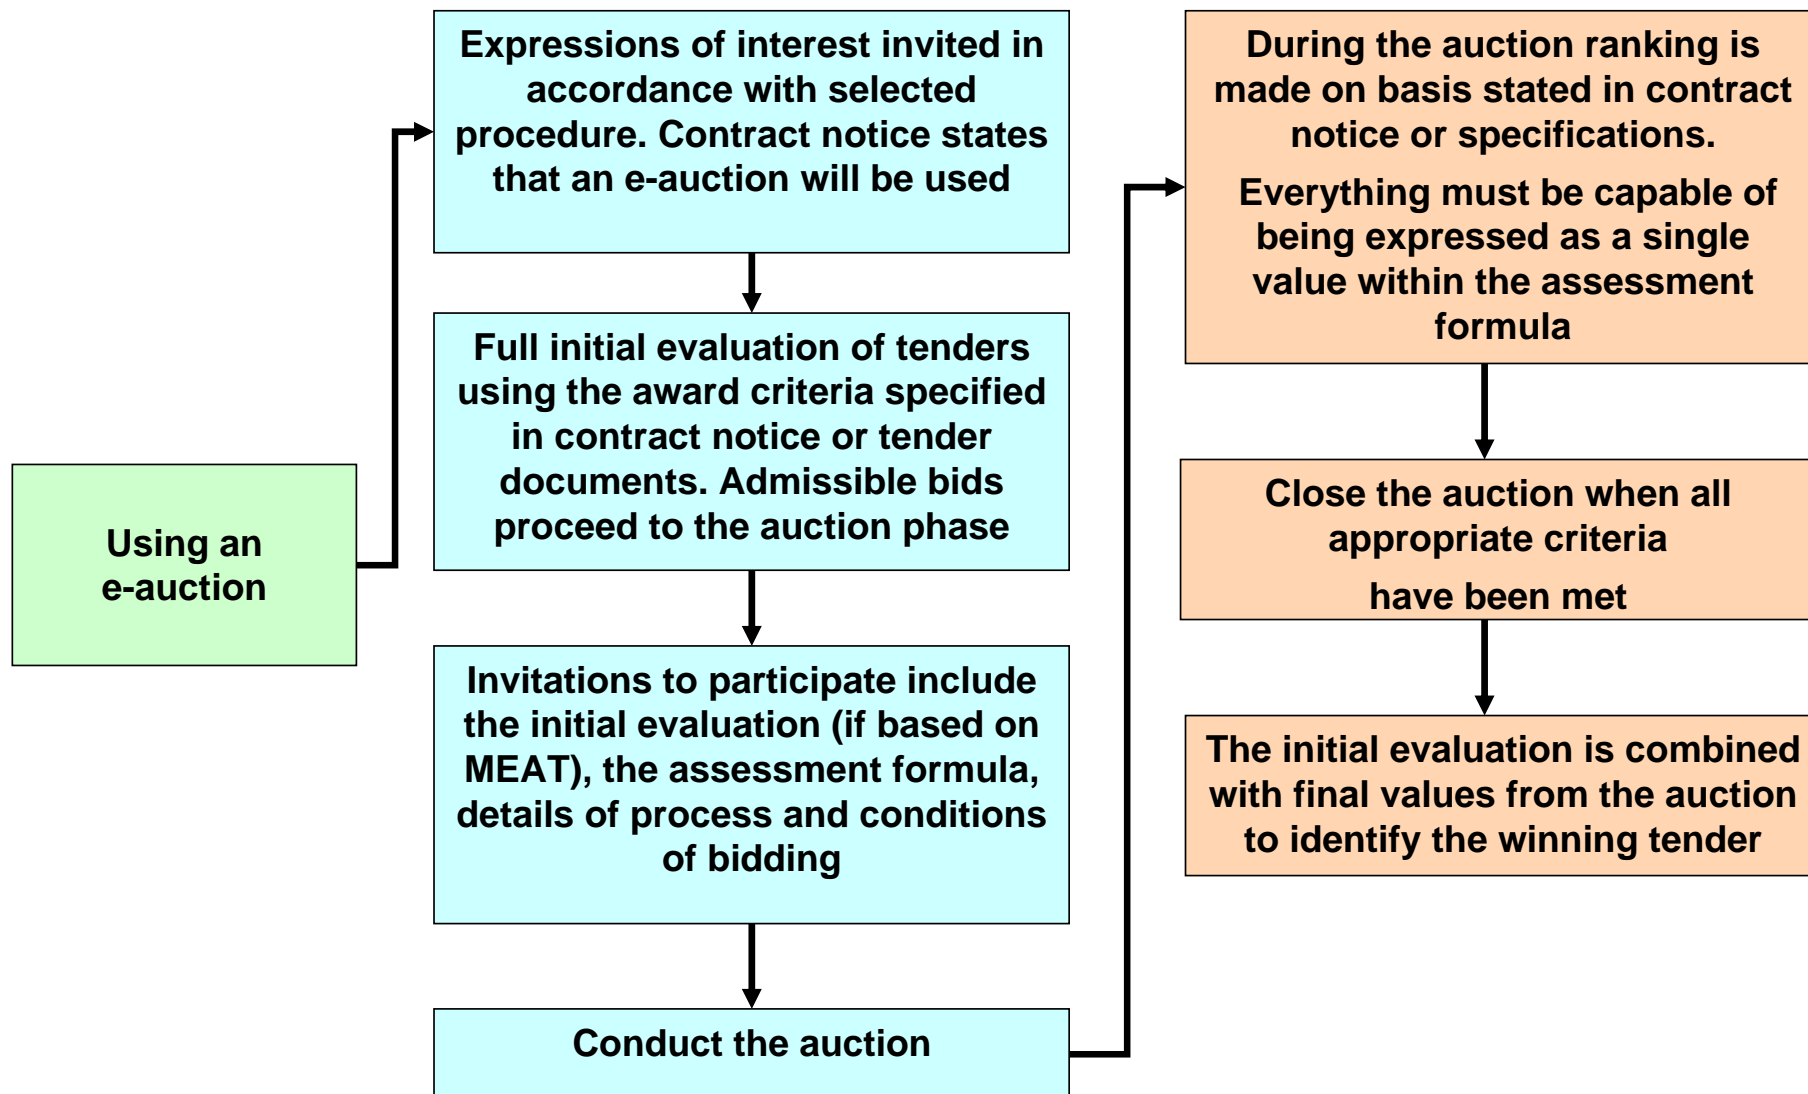 Using an
e-auction
Expressions of interest invited in
accordance with selected
procedure. Contract notice states
that an e-auction will be used
Full initial evaluation of tenders
using the award criteria specified
in contract notice or tender
documents. Admissible bids
proceed to the auction phase
Invitations to participate include
the initial evaluation (if based on
MEAT), the assessment formula,
details of process and conditions
of bidding
Conduct the auction
During the auction ranking is
made on basis stated in contract
notice or specifications.
Everything must be capable of
being expressed as a single
value within the assessment
formula
Close the auction when all
appropriate criteria
have been met
The initial evaluation is combined
with final values from the auction
to identify the winning tender